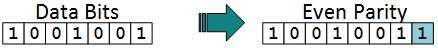 Data Bits
1 0 0 1 0 0 1
Even Parity
1 0 0 1 0 0 1 1